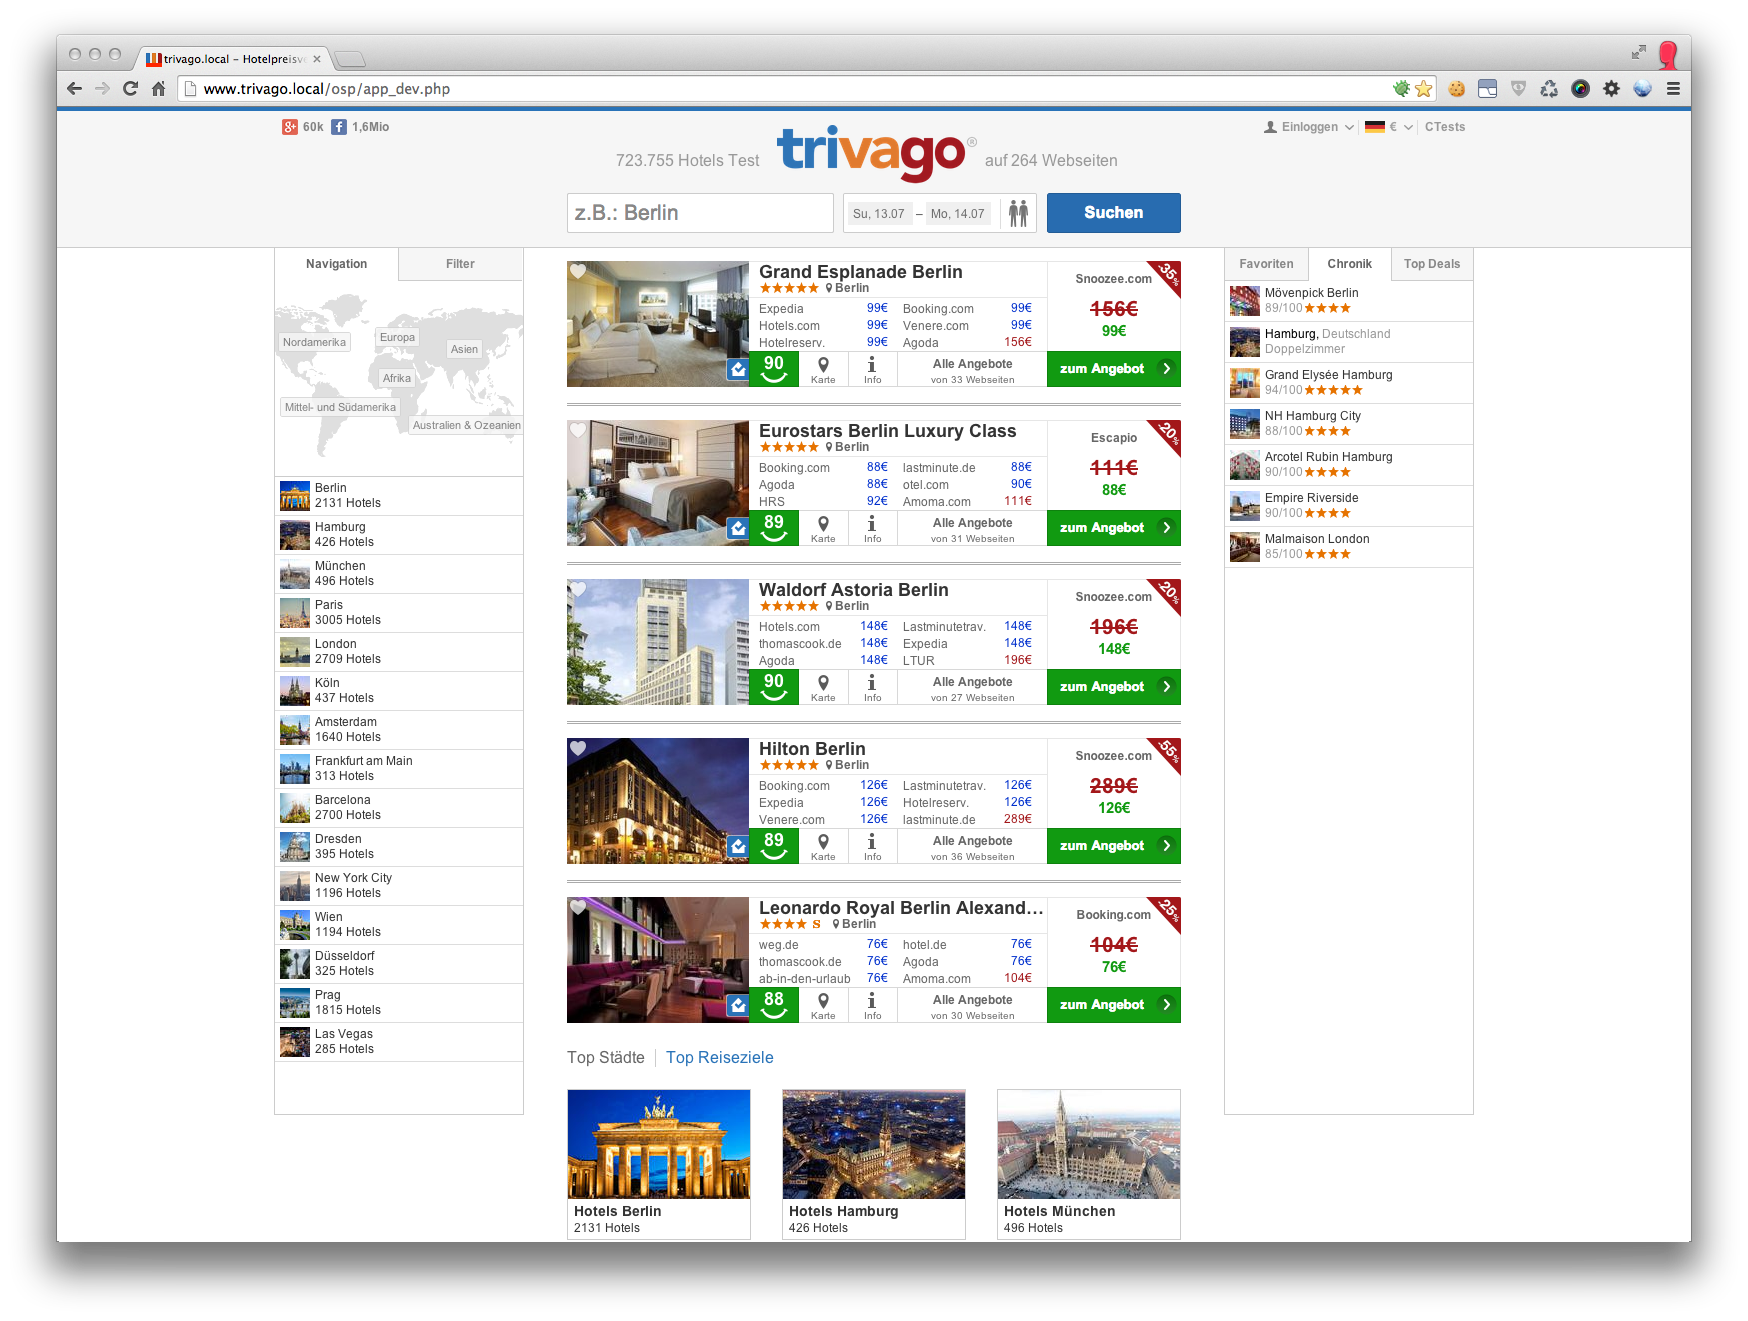 trivago.local – Hotelpreisv
www.trivago.local/osp/app_dev.php
60k 1,6Mio
Einloggen € CTests
723.755 Hotels Test trivago® auf 264 Webseiten
z.B.: Berlin Su, 13.07 – Mo, 14.07 Suchen
Navigation Filter
Nordamerika
Europa
Asien
Afrika
Mittel- und Südamerika
Australien & Ozeanien
Berlin
2131 Hotels
Hamburg
426 Hotels
München
496 Hotels
Paris
3005 Hotels
London
2709 Hotels
Köln
437 Hotels
Amsterdam
1640 Hotels
Frankfurt am Main
313 Hotels
Barcelona
2700 Hotels
Dresden
395 Hotels
New York City
1196 Hotels
Wien
1194 Hotels
Düsseldorf
325 Hotels
Prag
1815 Hotels
Las Vegas
285 Hotels
Grand Esplanade Berlin
Berlin
Expedia 99€ Booking.com 99€
Hotels.com 99€ Venere.com 99€
Hotelreserv. 99€ Agoda 156€
90 Karte Info Alle Angebote
von 33 Webseiten
Snoozee.com
-35%
156€
99€
zum Angebot
Eurostars Berlin Luxury Class
Berlin
Booking.com 88€ lastminute.de 88€
Agoda 88€ otel.com 90€
HRS 92€ Amoma.com 111€
89 Karte Info Alle Angebote
von 31 Webseiten
Escapio
-20%
111€
88€
zum Angebot
Waldorf Astoria Berlin
Berlin
Hotels.com 148€ Lastminutetrav. 148€
thomascook.de 148€ Expedia 148€
Agoda 148€ LTUR 196€
90 Karte Info Alle Angebote
von 27 Webseiten
Snoozee.com
-20%
196€
148€
zum Angebot
Hilton Berlin
Berlin
Booking.com 126€ Lastminutetrav. 126€
Expedia 126€ Hotelreserv. 126€
Venere.com 126€ lastminute.de 289€
89 Karte Info Alle Angebote
von 36 Webseiten
Snoozee.com
-55%
289€
126€
zum Angebot
Leonardo Royal Berlin Alexand...
S Berlin
weg.de 76€ hotel.de 76€
thomascook.de 76€ Agoda 76€
ab-in-den-urlaub 76€ Amoma.com 104€
88 Karte Info Alle Angebote
von 30 Webseiten
Booking.com
-25%
104€
76€
zum Angebot
Top Städte Top Reiseziele
Hotels Berlin
2131 Hotels
Hotels Hamburg
426 Hotels
Hotels München
496 Hotels
Favoriten Chronik Top Deals
Mövenpick Berlin
89/100
Hamburg, Deutschland
Doppelzimmer
Grand Elysée Hamburg
94/100
NH Hamburg City
88/100
Arcotel Rubin Hamburg
90/100
Empire Riverside
90/100
Malmaison London
85/100